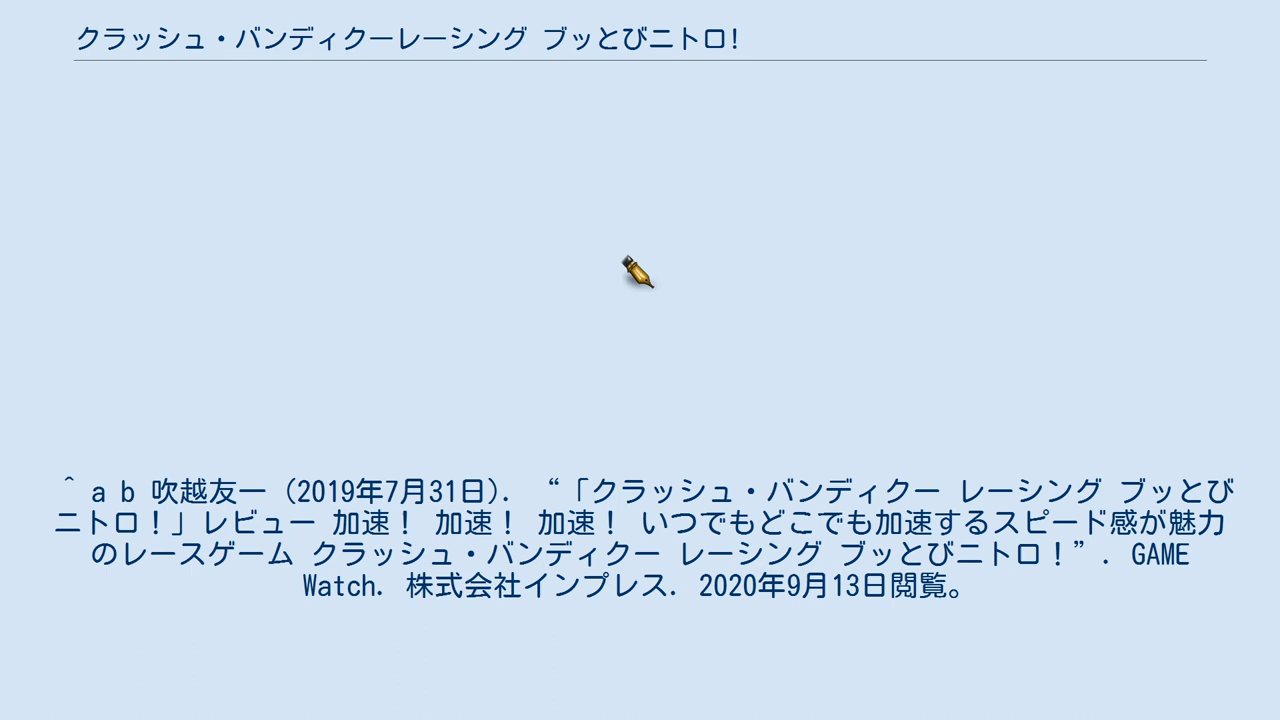 クラッシュ・バンディクーレーシング ブッとびニトロ!
^ a b 吹越友一 (2019年7月31日). “「クラッシュ・バンディクー レーシング ブッとび
ニトロ！」レビュー 加速！ 加速！ 加速！ いつでもどこでも加速するスピード感が魅力
のレースゲーム クラッシュ・バンディクー レーシング ブッとびニトロ！”. GAME
Watch. 株式会社インプレス. 2020年9月13日閲覧。